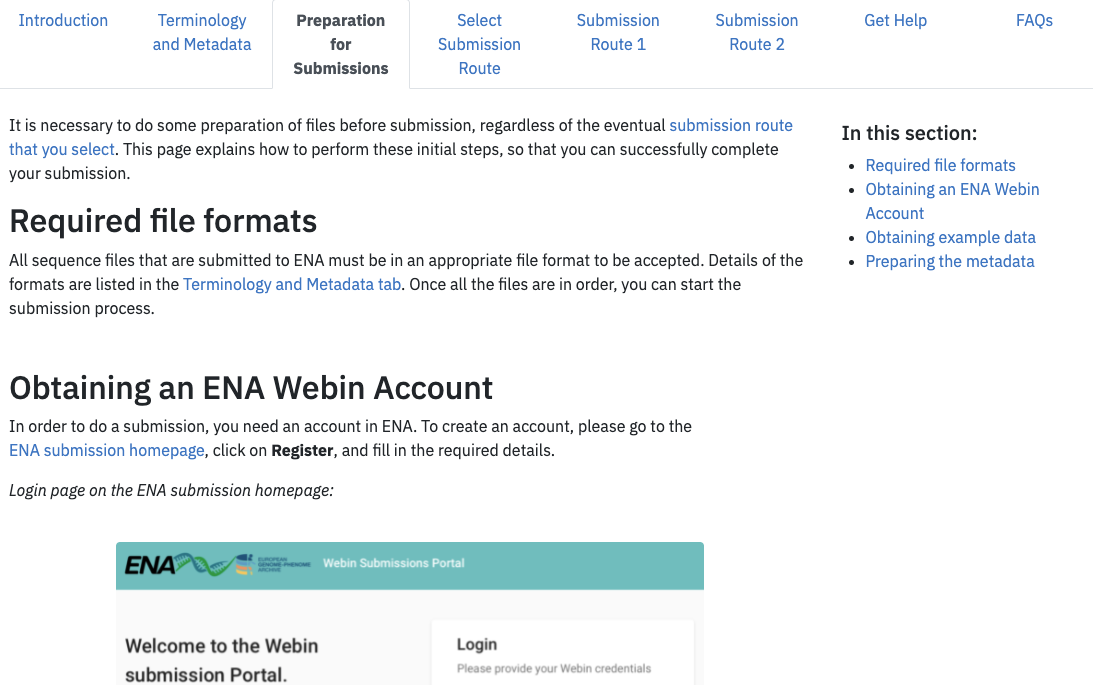 Introduction
Terminology
and Metadata
Preparation
for
Submissions
Select
Submission
Route
Submission
Route 1
Submission
Route 2
Get Help
FAQs
It is necessary to do some preparation of files before submission, regardless of the eventual submission route
that you select. This page explains how to perform these initial steps, so that you can successfully complete
your submission.
Required file formats
All sequence files that are submitted to ENA must be in an appropriate file format to be accepted. Details of the
formats are listed in the Terminology and Metadata tab. Once all the files are in order, you can start the
submission process.
Obtaining an ENA Webin Account
In order to do a submission, you need an account in ENA. To create an account, please go to the
ENA submission homepage, click on Register, and fill in the required details.
Login page on the ENA submission homepage:
ENA
EUROPEAN
GENOME-PHENOME
ARCHIVE
Webin Submissions Portal
Welcome to the Webin
submission Portal.
Login
Please provide your Webin credentials
In this section:
Required file formats
Obtaining an ENA Webin
Account
Obtaining example data
Preparing the metadata